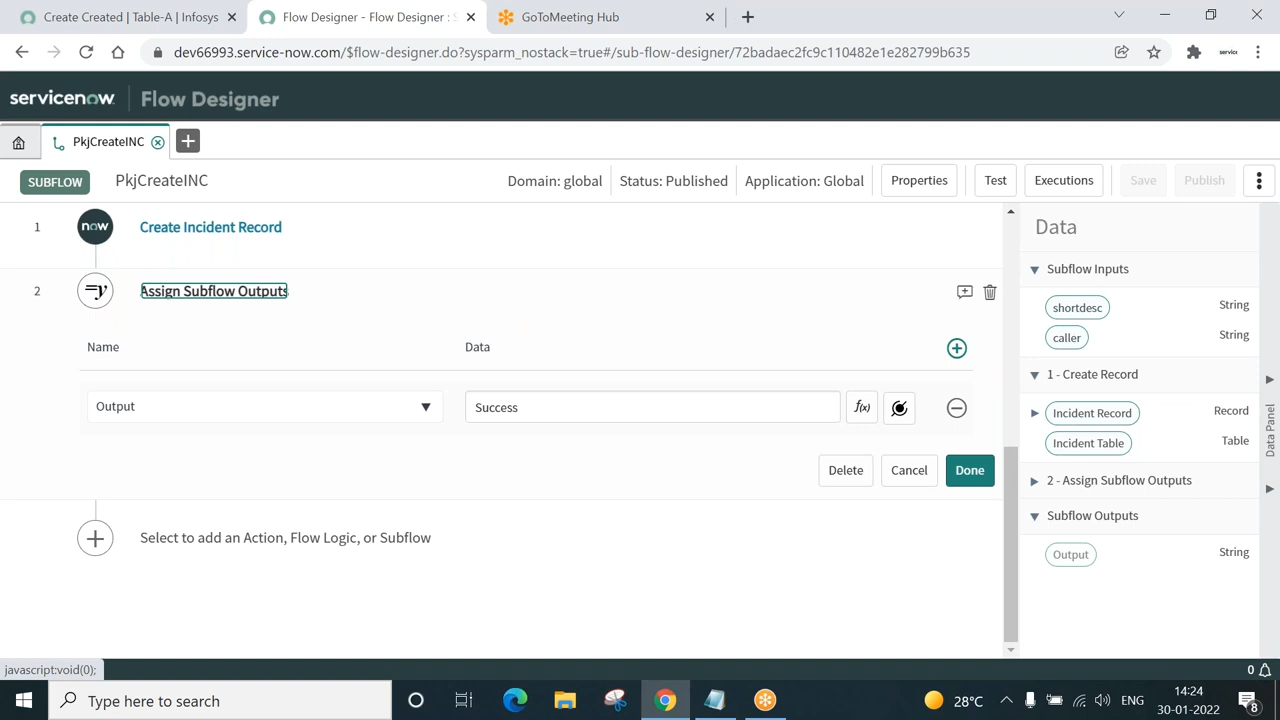 Create Created | Table-A | Infosys
Flow Designer - Flow Designer : S
GoToMeeting Hub
dev66993.service-now.com/$flow-designer.do?sysparm_nostack=true#/sub-flow-designer/72badaec2fc9c110482e1e282799b635
servicenow
Flow Designer
PkjCreateINC
SUBFLOW
PkjCreateINC
Domain: global
Status: Published
Application: Global
Properties
Test
Executions
Save
Publish
1
now
Create Incident Record
2
=y
Assign Subflow Outputs
Name
Data
Output
Success
f(x)
Delete
Cancel
Done
Select to add an Action, Flow Logic, or Subflow
Data
Subflow Inputs
shortdesc
String
caller
String
1 - Create Record
Incident Record
Record
Incident Table
Table
2 - Assign Subflow Outputs
Subflow Outputs
Output
String
Data Panel
javascript:void(0);
0
Type here to search
28°C
ENG
14:24
30-01-2022
8